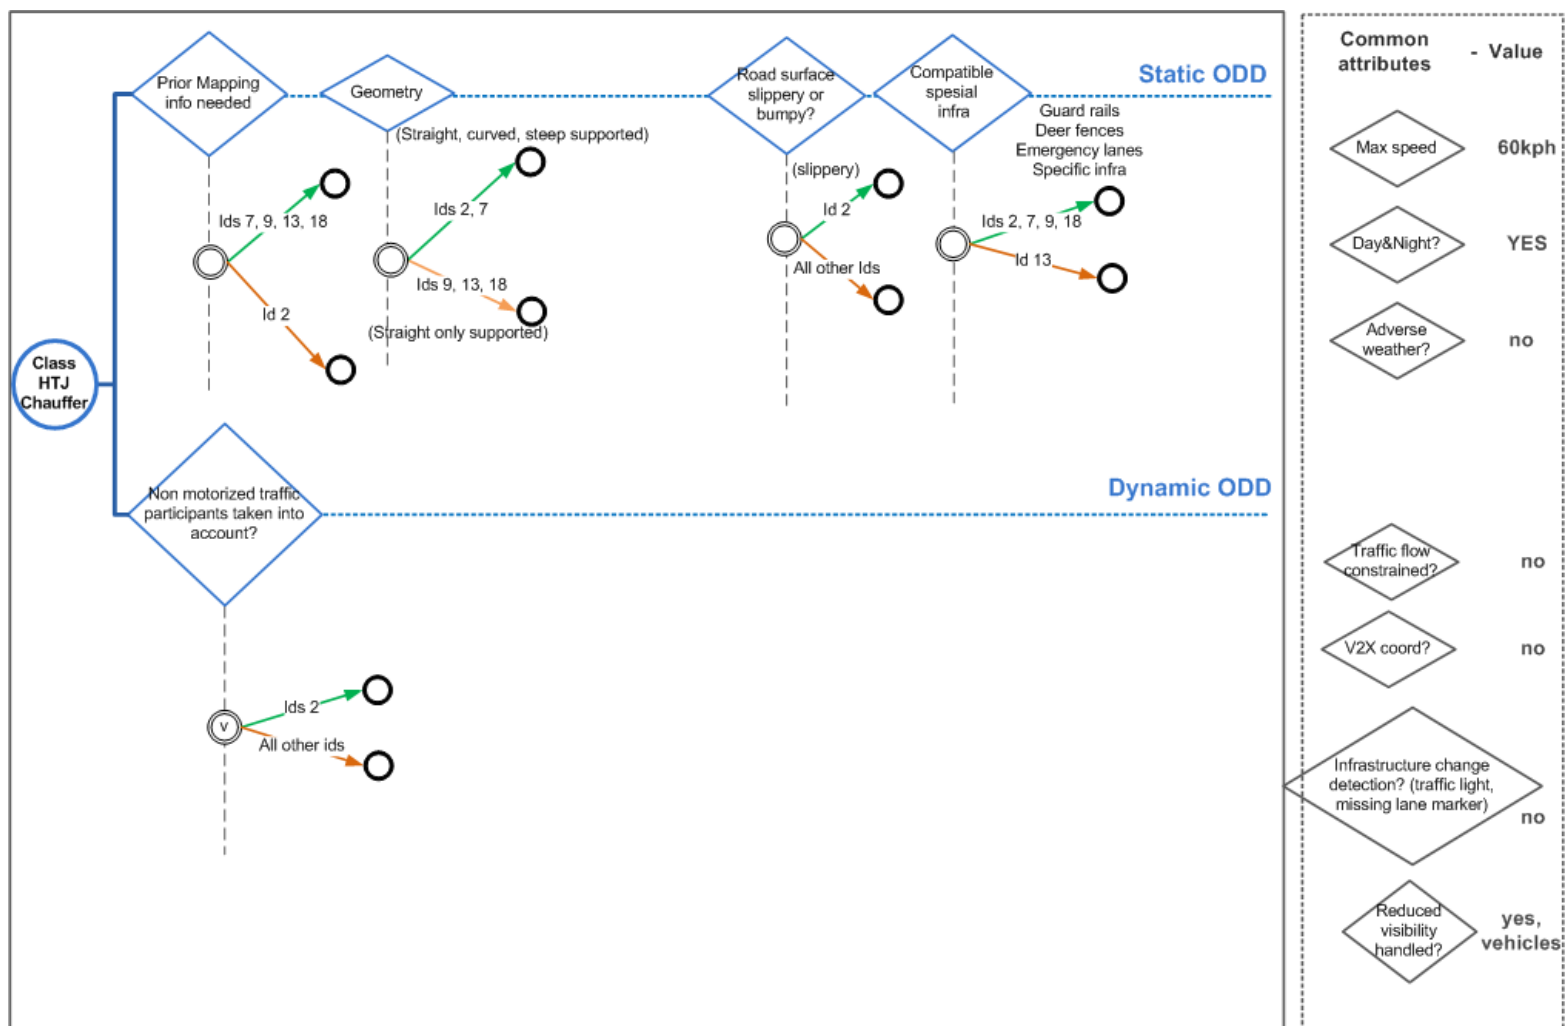 Prior Mapping
info needed
Geometry
Road surface
slippery or
bumpy?
Compatible
spesial
infra
Static ODD
(Straight, curved, steep supported)
Guard rails
Deer fences
Emergency lanes
Specific infra
(slippery)
Ids 7, 9, 13, 18
Ids 2, 7
Id 2
Ids 2, 7, 9, 18
All other Ids
Id 13
Ids 9, 13, 18
Id 2
(Straight only supported)
Class
HTJ
Chauffer
Non motorized traffic
participants taken into
account?
Dynamic ODD
Ids 2
V
All other ids
Common
attributes
- Value
Max speed
60kph
Day&Night?
YES
Adverse
weather?
no
Traffic flow
constrained?
no
V2X coord?
no
Infrastructure change
detection? (traffic light,
missing lane marker)
no
Reduced
visibility
handled?
yes,
vehicles